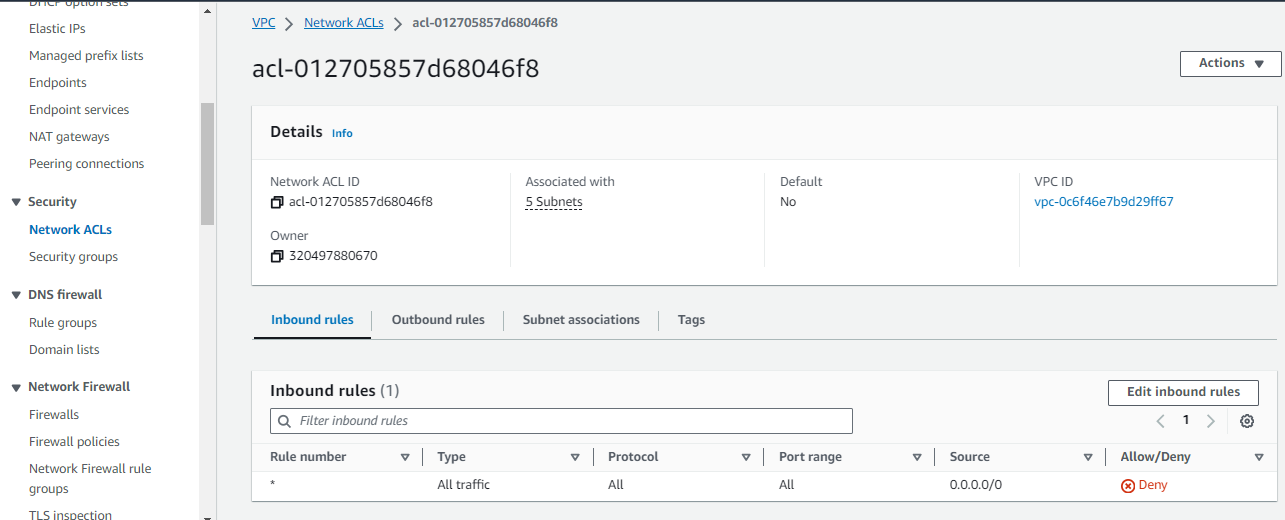 DHCP option sets
Elastic IPs
Managed prefix lists
Endpoints
Endpoint services
NAT gateways
Peering connections
Security
Network ACLs
Security groups
DNS firewall
Rule groups
Domain lists
Network Firewall
Firewalls
Firewall policies
Network Firewall rule
groups
TLS inspection
VPC Network ACLs acl-012705857d68046f8
acl-012705857d68046f8
Actions
Details Info
Network ACL ID
acl-012705857d68046f8
Owner
320497880670
Associated with
5 Subnets
Default
No
VPC ID
vpc-0c6f46e7b9d29ff67
Inbound rules Outbound rules Subnet associations Tags
Inbound rules (1)
Edit inbound rules
Filter inbound rules
1
Rule number Type Protocol Port range Source Allow/Deny
* All traffic All All 0.0.0.0/0 Deny